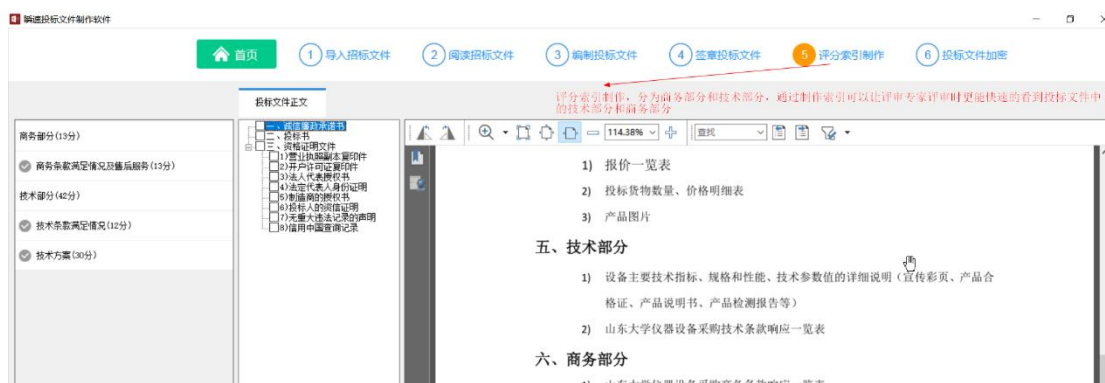 瞬速投标文件制作软件
首页
1 导入招标文件
2 阅读招标文件
3 编制投标文件
4 签章投标文件
5 评分索引制作
6 投标文件加密
评分索引制作，分为商务部分和技术部分，通过制作索引可以让评审专家评审时更能快速的看到投标文件中
的技术部分和商务部分
投标文件正文
商务部分(13分)
商务条款满足情况及售后服务(13分)
技术部分(42分)
技术条款满足情况(12分)
技术方案(30分)
一、诚信廉政承诺书
二、投标书
三、资格证明文件
1)营业执照副本复印件
2)开户许可证复印件
3)法人代表授权书
4)法定代表人身份证明
5)制造商的授权书
6)投标人的资信证明
7)无重大违法记录的声明
8)信用中国查询记录
114.38%
查找
1) 报价一览表
2) 投标货物数量、价格明细表
3) 产品图片
五、技术部分
1) 设备主要技术指标、规格和性能、技术参数值的详细说明（宣传彩页、产品合
格证、产品说明书、产品检测报告等）
2) 山东大学仪器设备采购技术条款响应一览表
六、商务部分